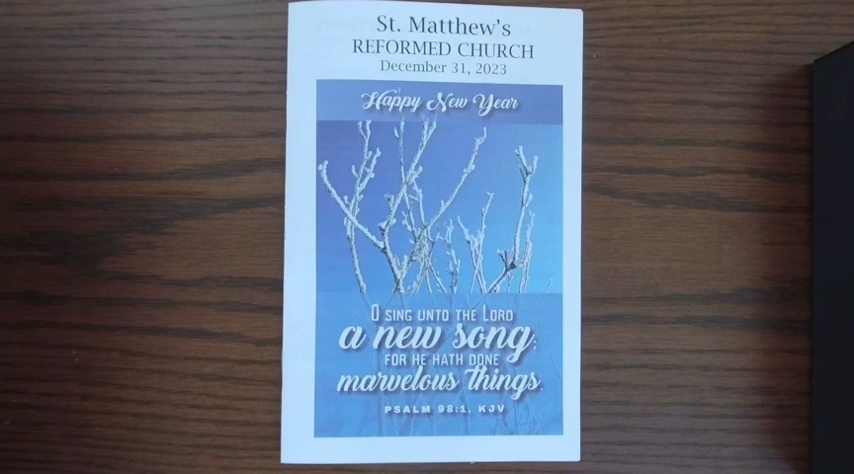 St. Matthew's
REFORMED CHURCH
December 31, 2023
Happy New Year
O SING UNTO THE LORD
a new song;
FOR HE HATH DONE
marvelous things.
PSALM 98:1, KJV